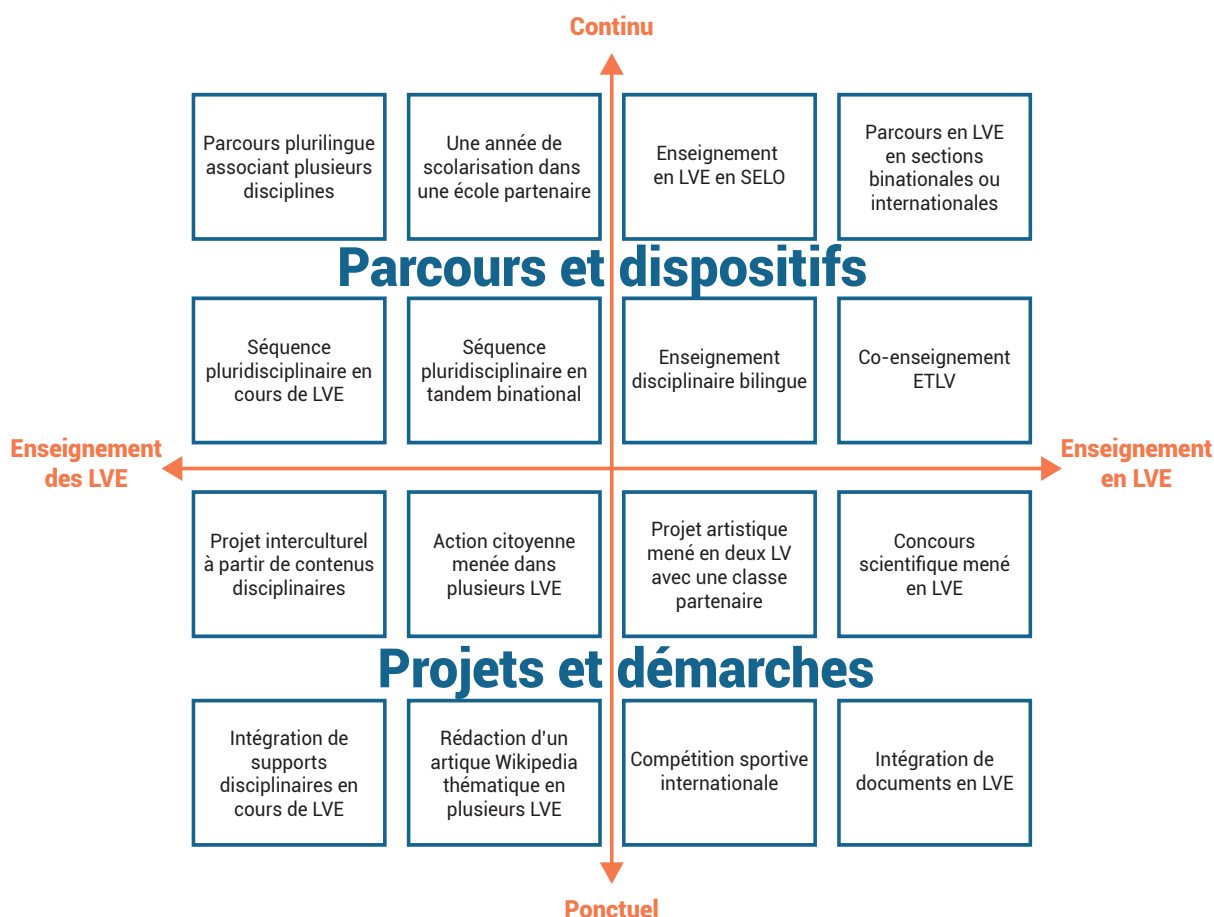 Continu
Parcours plurilingue
associant plusieurs
disciplines
Une année de
scolarisation dans
une école partenaire
Enseignement
en LVE en SELO
Parcours en LVE
en sections
binationales ou
internationales
Parcours et dispositifs
Séquence
pluridisciplinaire en
cours de LVE
Séquence
pluridisciplinaire en
tandem binational
Enseignement
disciplinaire bilingue
Co-enseignement
ETLV
Enseignement
des LVE
Enseignement
en LVE
Projet interculturel
à partir de contenus
disciplinaires
Action citoyenne
menée dans
plusieurs LVE
Projet artistique
mené en deux LV
avec une classe
partenaire
Concours
scientifique mené
en LVE
Projets et démarches
Intégration de
supports
disciplinaires en
cours de LVE
Rédaction d'un
artique Wikipedia
thématique en
plusieurs LVE
Compétition sportive
internationale
Intégration de
documents en LVE
Ponctuel